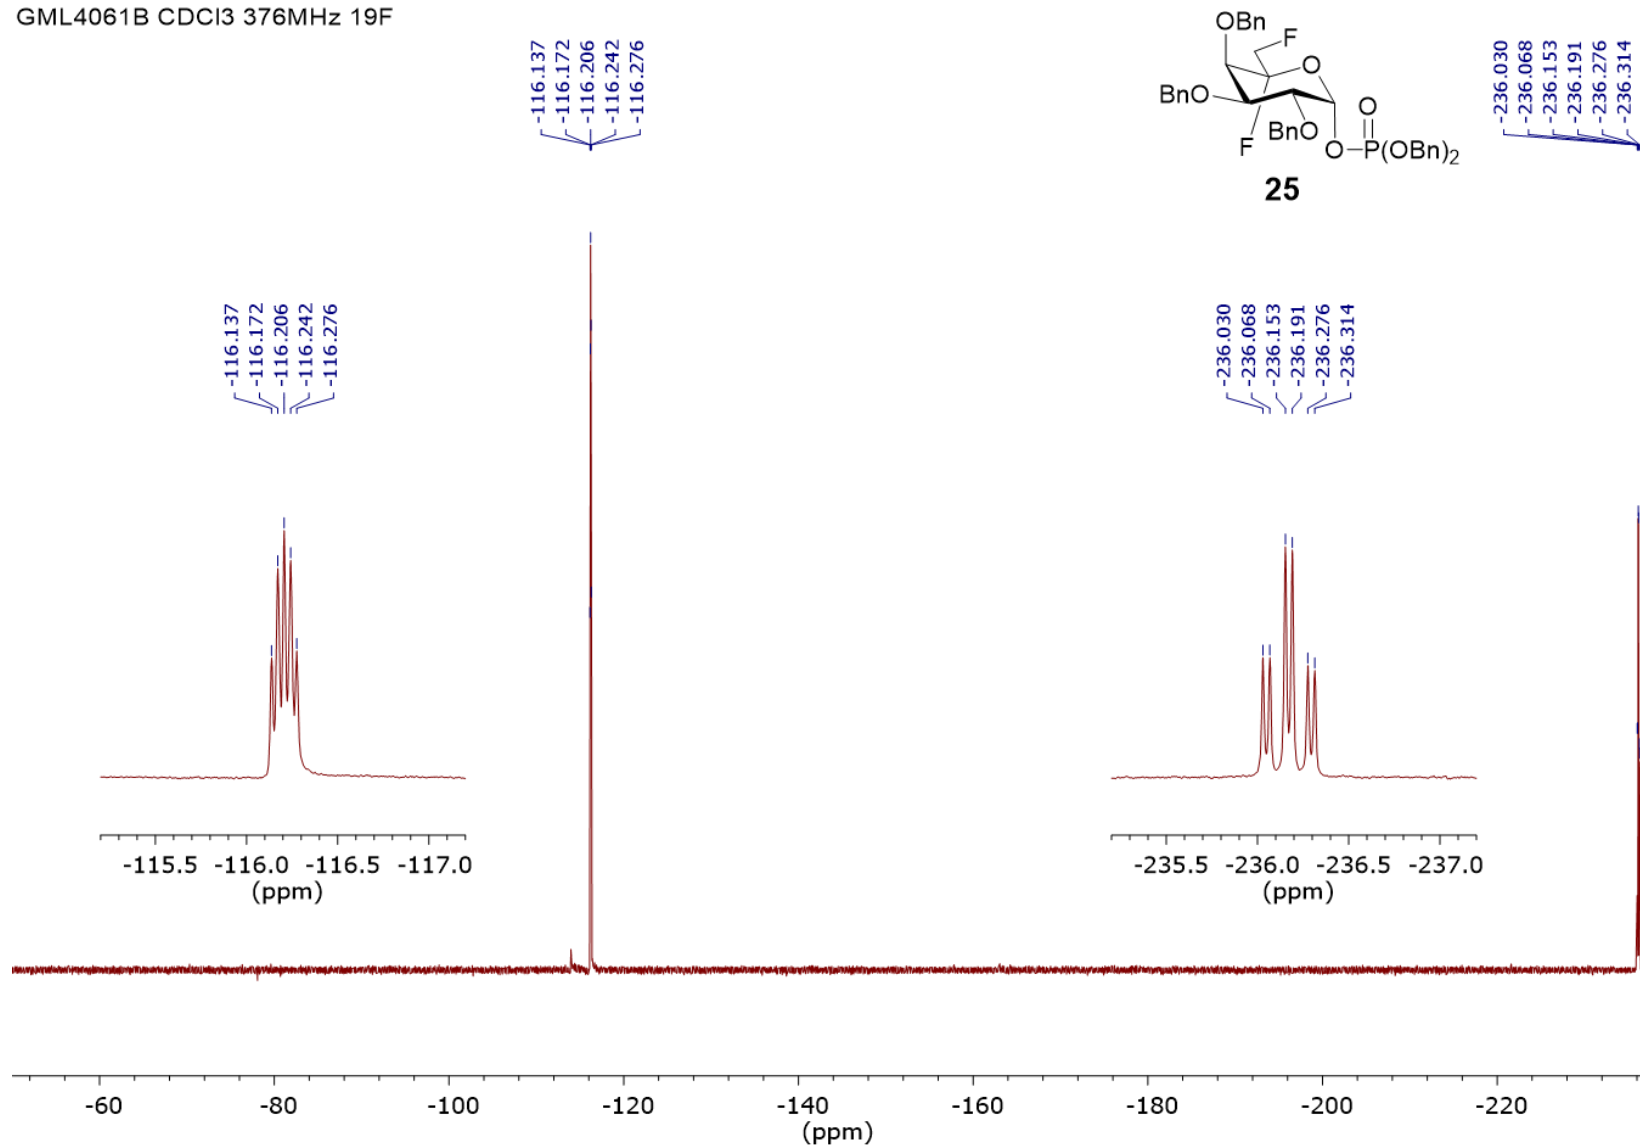 GML4061B CDCl3 376MHz 19F
-116.137
-116.172
-116.206
-116.242
-116.276
OBn
F
O
BnO
BnO
F
O
O-P(OBn)2
25
-236.030
-236.068
-236.153
-236.191
-236.276
-236.314
-116.137
-116.172
-116.206
-116.242
-116.276
-236.030
-236.068
-236.153
-236.191
-236.276
-236.314
-115.5 -116.0 -116.5 -117.0
(ppm)
-235.5 -236.0 -236.5 -237.0
(ppm)
-60 -80 -100 -120 -140 -160 -180 -200 -220
(ppm)